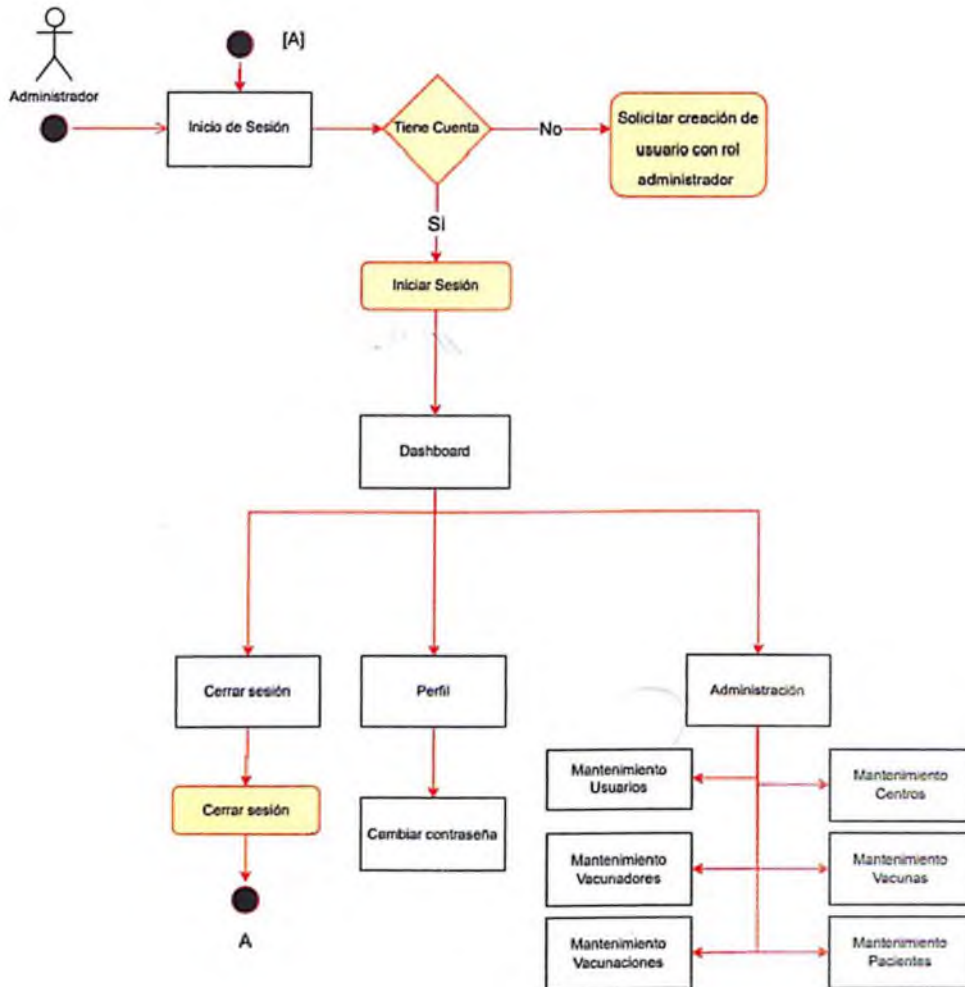 [A]
Administrador
Inicio de Sesión
Tiene Cuenta
No
Solicitar creación de
usuario con rol
administrador
Si
Iniciar Sesión
Dashboard
Cerrar sesión
Perfil
Administración
Mantenimiento
Usuarios
Mantenimiento
Centros
Cerrar sesión
Cambiar contraseña
Mantenimiento
Vacunadores
Mantenimiento
Vacunas
A
Mantenimiento
Vacunaciones
Mantenimiento
Pacientes